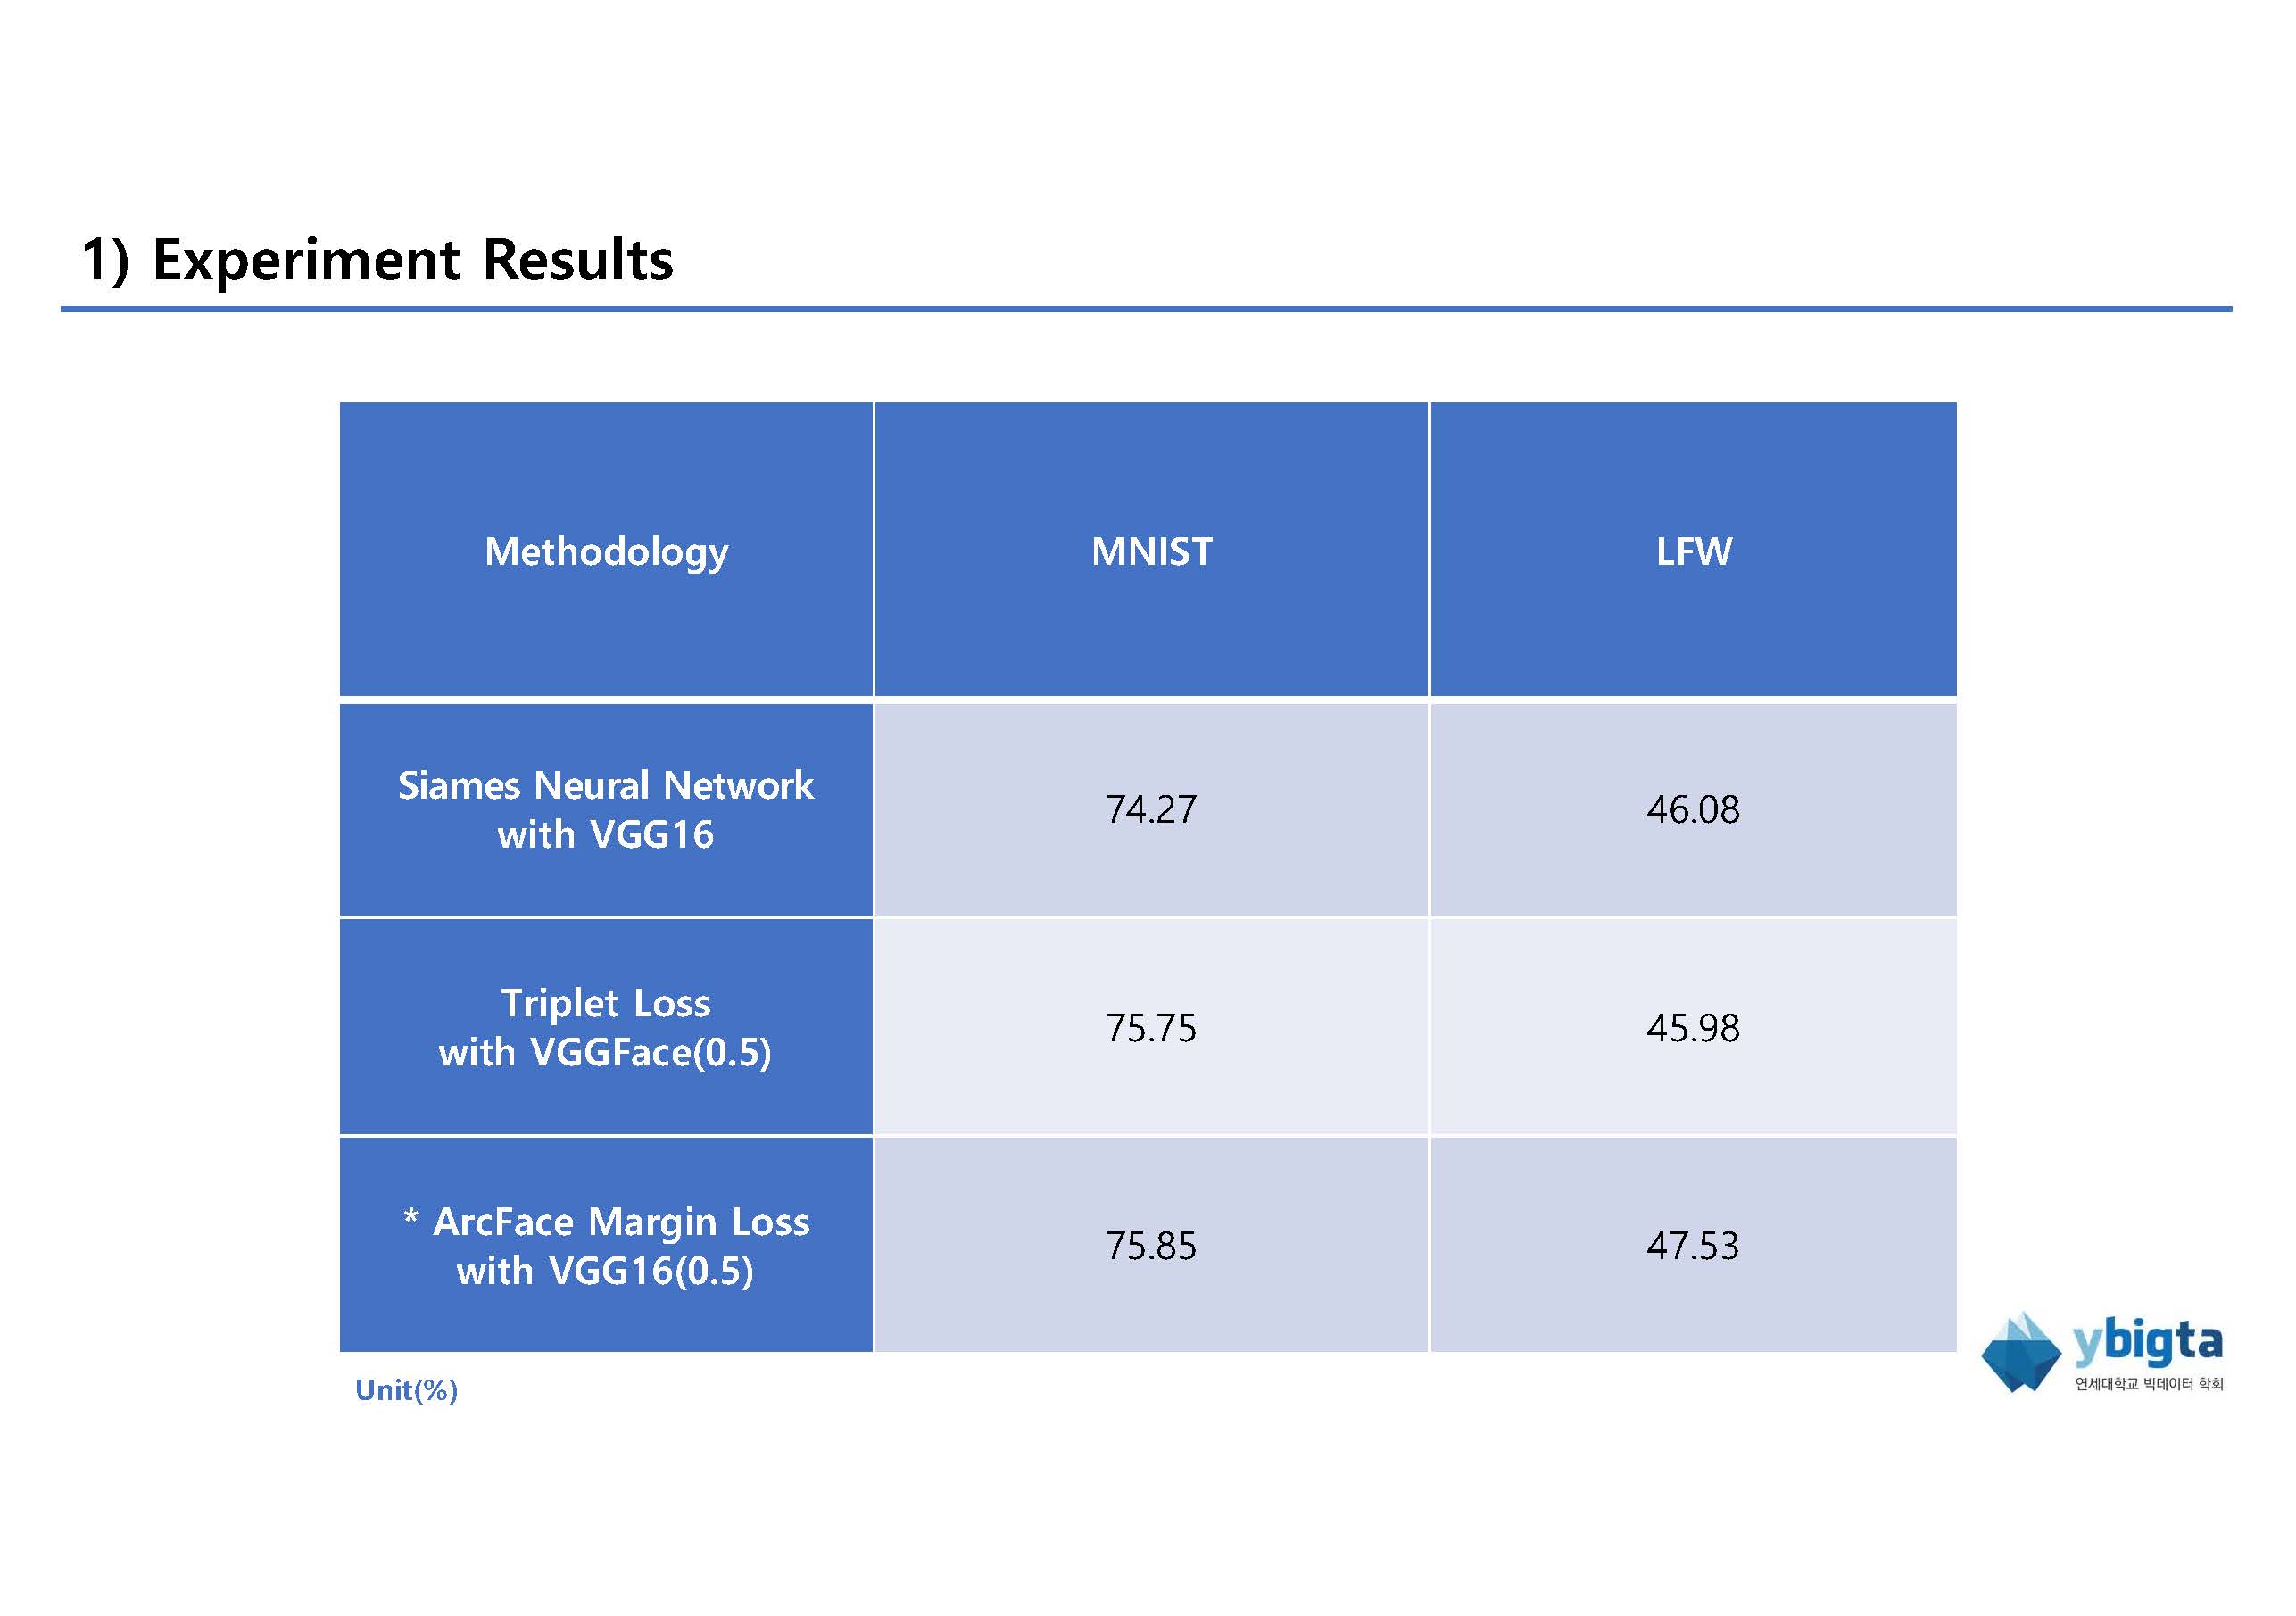 1) Experiment Results
Methodology
MNIST
LFW
Siames Neural Network
with VGG16
74.27
46.08
Triplet Loss
with VGGFace(0.5)
75.75
45.98
* ArcFace Margin Loss
with VGG16(0.5)
75.85
47.53
Unit(%)
ybigta
연세대학교 빅데이터 학회